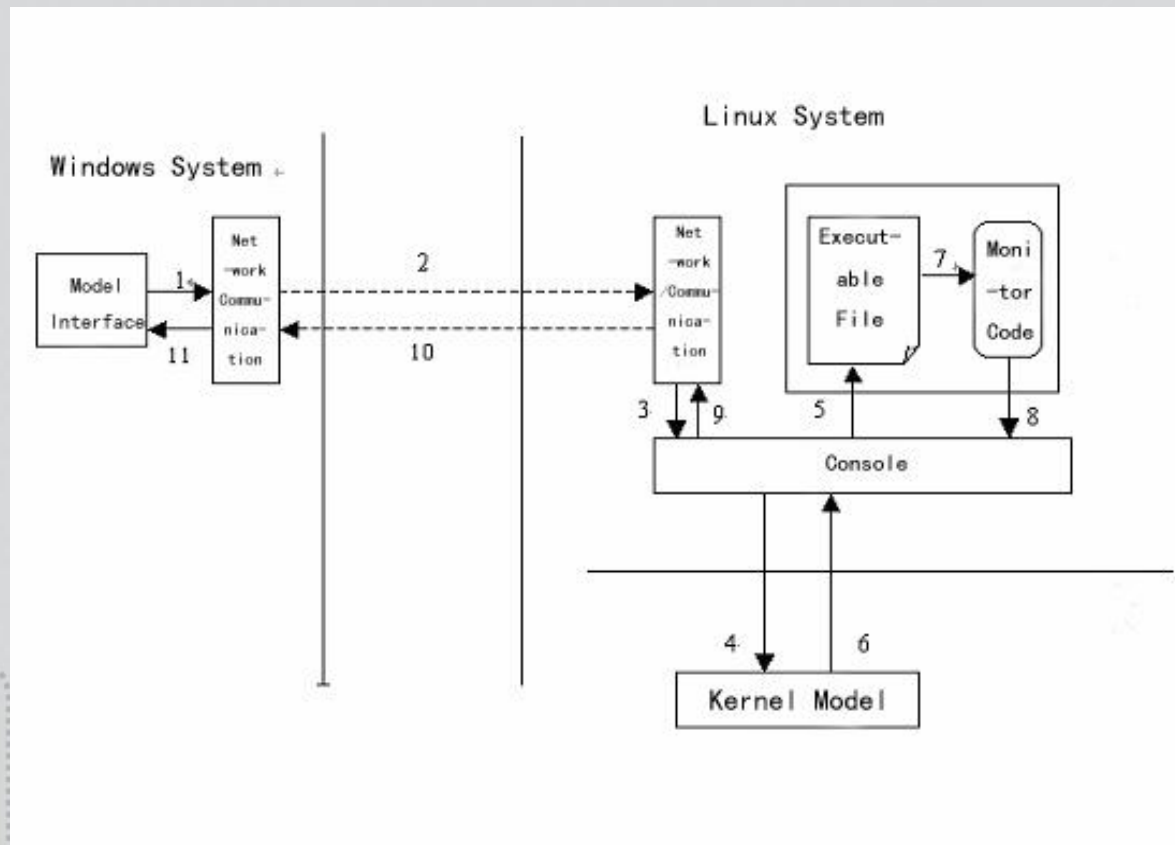 Linux System
Windows System
Model
Interface
1
11
Net
-work
Commu-
nica-
tion
2
10
Net
-work
/Commu-
nica-
tion
Execut-
able
File
7
Moni
-tor
Code
3
9
5
8
Console
4
6
Kernel Model